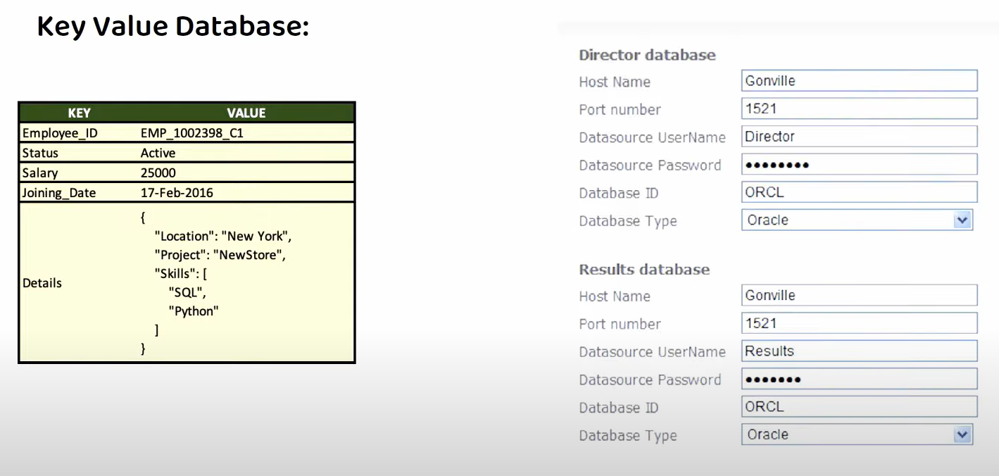 Key Value Database:
KEY VALUE
Employee_ID EMP_1002398_C1
Status Active
Salary 25000
Joining_Date 17-Feb-2016
Details
{
"Location": "New York",
"Project": "NewStore",
"Skills": [
"SQL",
"Python"
]
}
Director database
Host Name Gonville
Port number 1521
Datasource UserName Director
Datasource Password ••••••••
Database ID ORCL
Database Type Oracle
Results database
Host Name Gonville
Port number 1521
Datasource UserName Results
Datasource Password •••••••
Database ID ORCL
Database Type Oracle